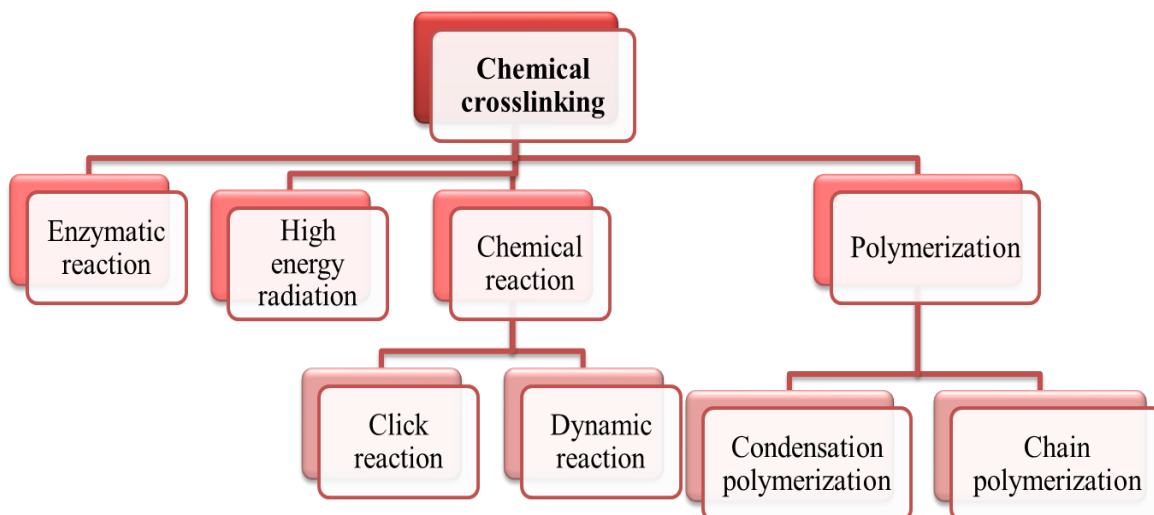 Chemical
crosslinking
Enzymatic
reaction
High
energy
radiation
Chemical
reaction
Polymerization
Click
reaction
Dynamic
reaction
Condensation
polymerization
Chain
polymerization